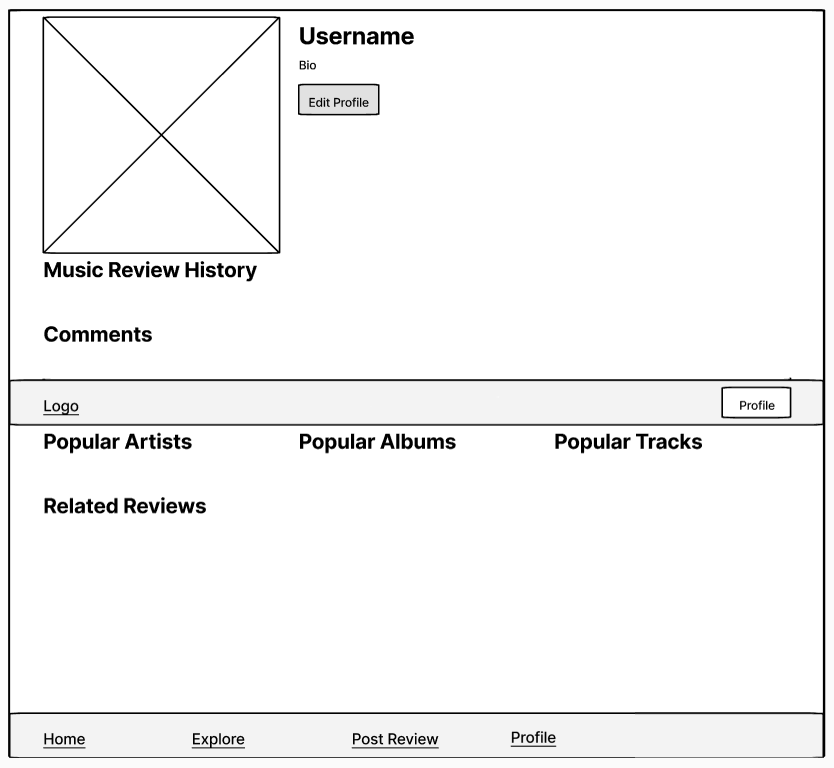 Username
Bio
Edit Profile
Music Review History
Comments
Logo
Profile
Popular Artists
Popular Albums
Popular Tracks
Related Reviews
Home
Explore
Post Review
Profile